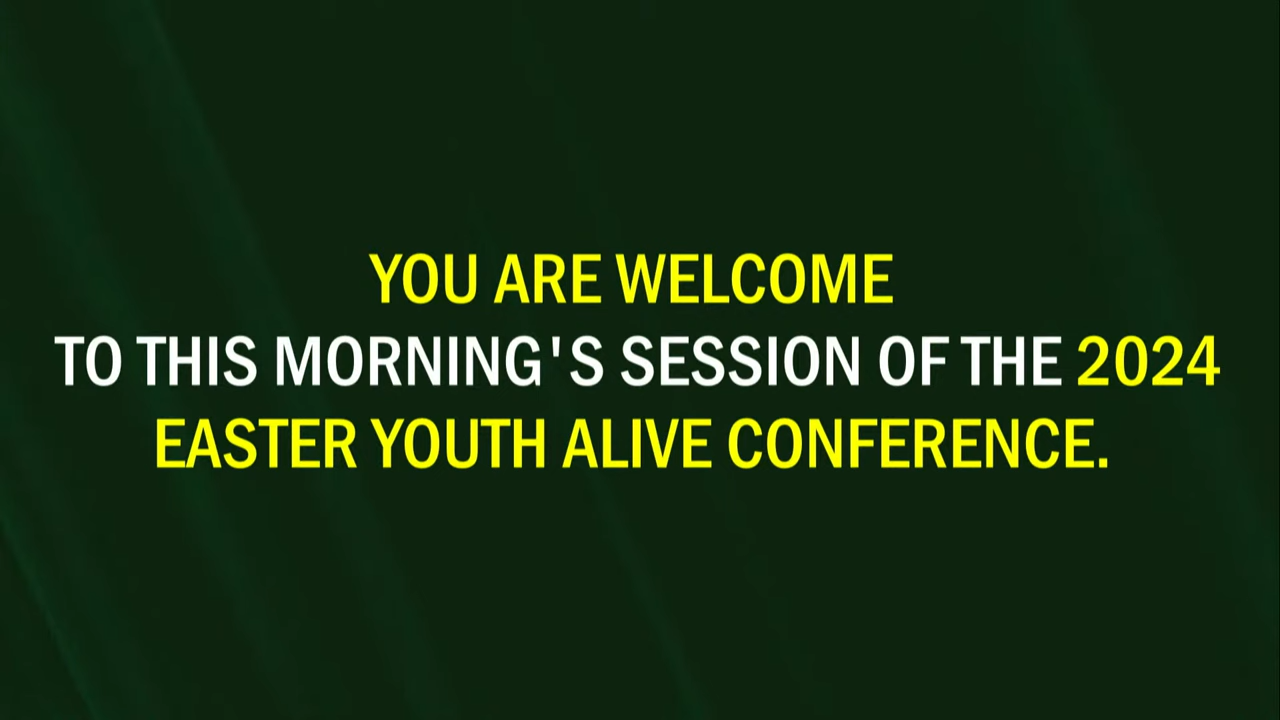 YOU ARE WELCOME
TO THIS MORNING'S SESSION OF THE 2024
EASTER YOUTH ALIVE CONFERENCE.